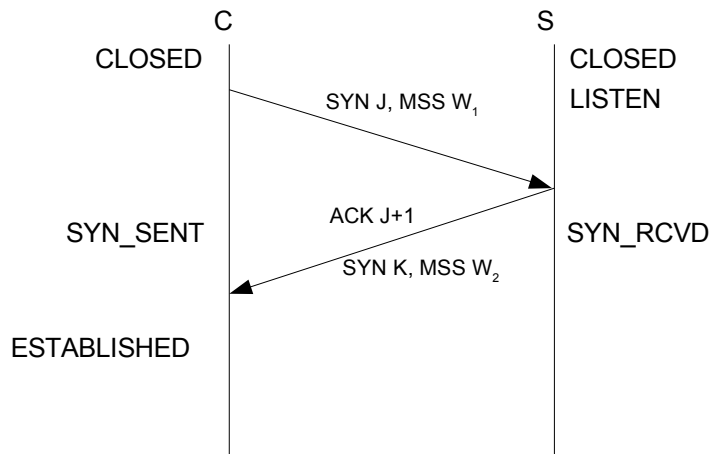 C S
CLOSED CLOSED
SYN J, MSS W₁ LISTEN
ACK J+1
SYN_SENT SYN_RCVD
SYN K, MSS W₂
ESTABLISHED